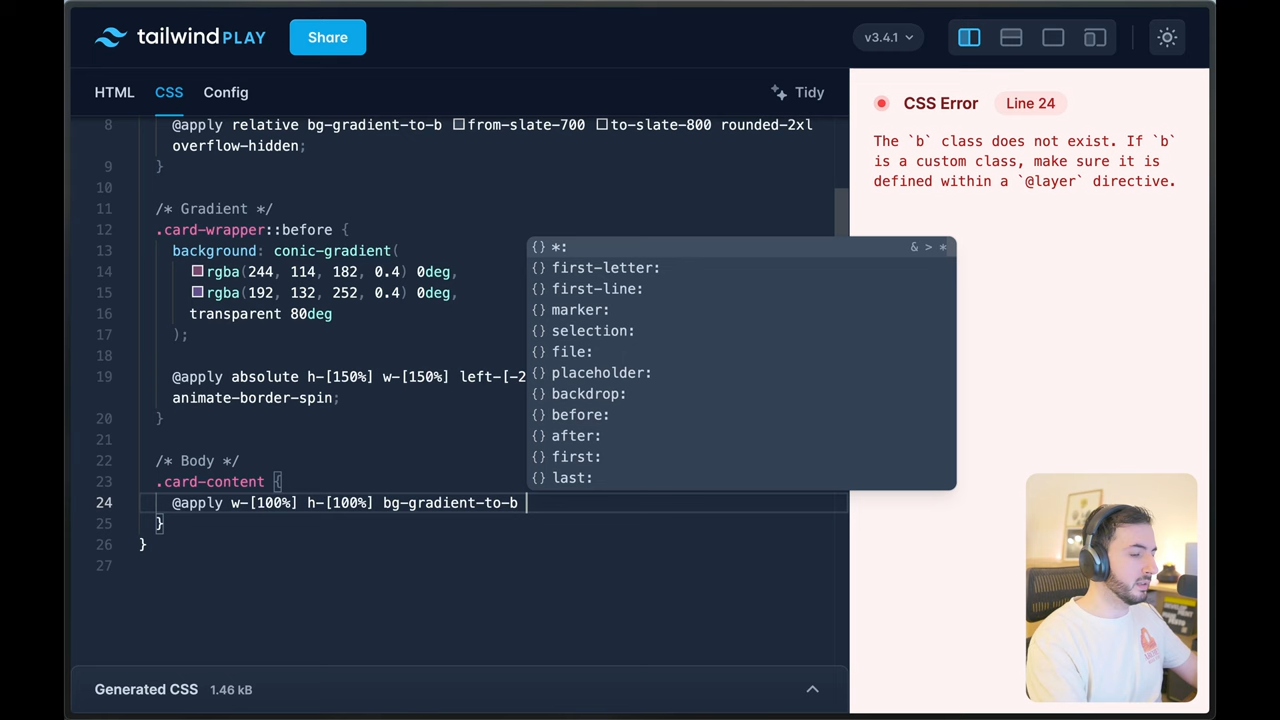 tailwind PLAY
Share
v3.4.1
HTML
CSS
Config
Tidy
8
@apply relative bg-gradient-to-b from-slate-700 to-slate-800 rounded-2xl
overflow-hidden;
9 }
10
11 /* Gradient */
12 .card-wrapper::before {
13 background: conic-gradient(
14 rgba(244, 114, 182, 0.4) 0deg,
15 rgba(192, 132, 252, 0.4) 0deg,
16 transparent 80deg
17 );
18
19 @apply absolute h-[150%] w-[150%] left-[-2
animate-border-spin;
20 }
21
22 /* Body */
23 .card-content {
24 @apply w-[100%] h-[100%] bg-gradient-to-b
25 }
26 }
27
{} *: & > *
{} first-letter:
{} first-line:
{} marker:
{} selection:
{} file:
{} placeholder:
{} backdrop:
{} before:
{} after:
{} first:
{} last:
CSS Error
Line 24
The `b` class does not exist. If `b`
is a custom class, make sure it is
defined within a `@layer` directive.
Generated CSS 1.46 kB